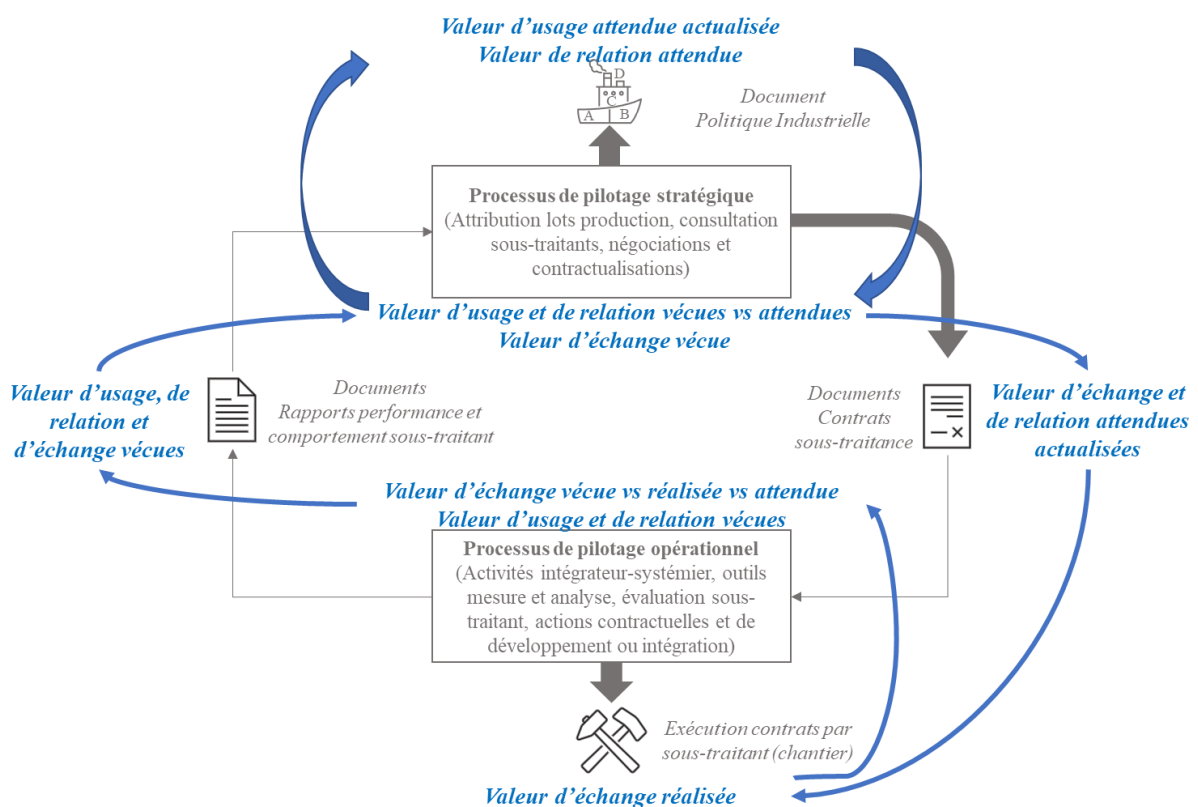 Valeur d’usage attendue actualisée
Valeur de relation attendue
D
C
A B
Document
Politique Industrielle
Processus de pilotage stratégique
(Attribution lots production, consultation
sous-traitants, négociations et
contractualisations)
Valeur d’usage et de relation vécues vs attendues
Valeur d’échange vécue
Valeur d’usage, de
relation et
d’échange vécues
Documents
Rapports performance et
comportement sous-traitant
Documents
Contrats
sous-traitance
Valeur d’échange et
de relation attendues
actualisées
Valeur d’échange vécue vs réalisée vs attendue
Valeur d’usage et de relation vécues
Processus de pilotage opérationnel
(Activités intégrateur-systémier, outils
mesure et analyse, évaluation sous-
traitant, actions contractuelles et de
développement ou intégration)
Exécution contrats par
sous-traitant (chantier)
Valeur d’échange réalisée